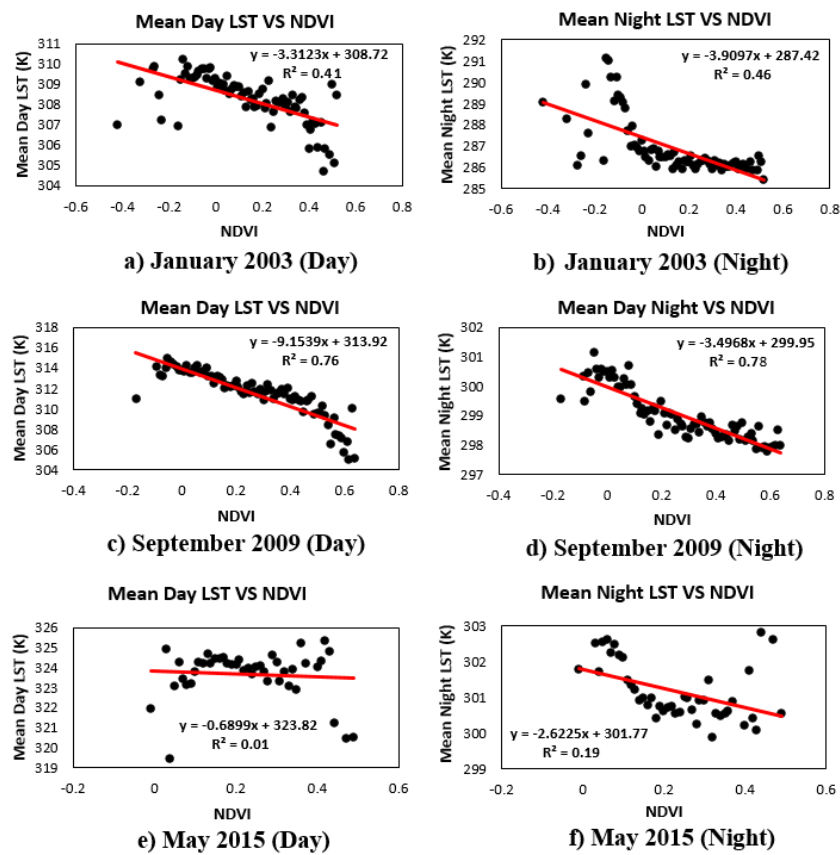 Mean Day LST VS NDVI
y = -3.3123x + 308.72
R² = 0.41
Mean Day LST (K)
311
310
309
308
307
306
305
304
-0.6 -0.4 -0.2 0 0.2 0.4 0.6 0.8
NDVI
a) January 2003 (Day)
Mean Night LST VS NDVI
y = -3.9097x + 287.42
R² = 0.46
Mean Night LST (K)
292
291
290
289
288
287
286
285
-0.6 -0.4 -0.2 0 0.2 0.4 0.6 0.8
NDVI
b) January 2003 (Night)
Mean Day LST VS NDVI
y = -9.1539x + 313.92
R² = 0.76
Mean Day LST (K)
318
316
314
312
310
308
306
304
-0.4 -0.2 0 0.2 0.4 0.6 0.8
NDVI
c) September 2009 (Day)
Mean Day Night VS NDVI
y = -3.4968x + 299.95
R² = 0.78
Mean Night LST (K)
302
301
300
299
298
297
-0.4 -0.2 0 0.2 0.4 0.6 0.8
NDVI
d) September 2009 (Night)
Mean Day LST VS NDVI
Mean Day LST (K)
326
325
324
323
322
321
320
319
y = -0.6899x + 323.82
R² = 0.01
-0.2 0 0.2 0.4 0.6
NDVI
e) May 2015 (Day)
Mean Night LST VS NDVI
Mean Night LST (K)
303
302
301
300
299
y = -2.6225x + 301.77
R² = 0.19
-0.2 0 0.2 0.4 0.6
NDVI
f) May 2015 (Night)